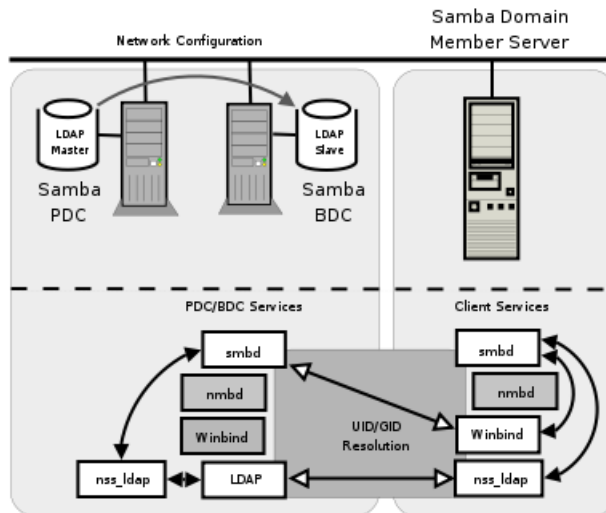 Samba Domain
Member Server
Network Configuration
LDAP
Master
LDAP
Slave
Samba
PDC
Samba
BDC
PDC/BDC Services
Client Services
smbd
smbd
nmbd
nmbd
Winbind
UID/GID
Resolution
Winbind
nss_ldap
LDAP
nss_ldap